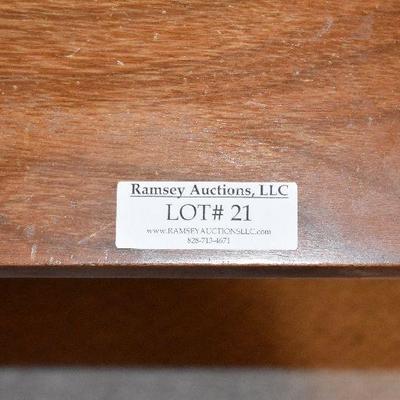 Ramsey Auctions, LLC
LOT# 21
www.RAMSEYAUCTIONSLLC.com
828-713-4671